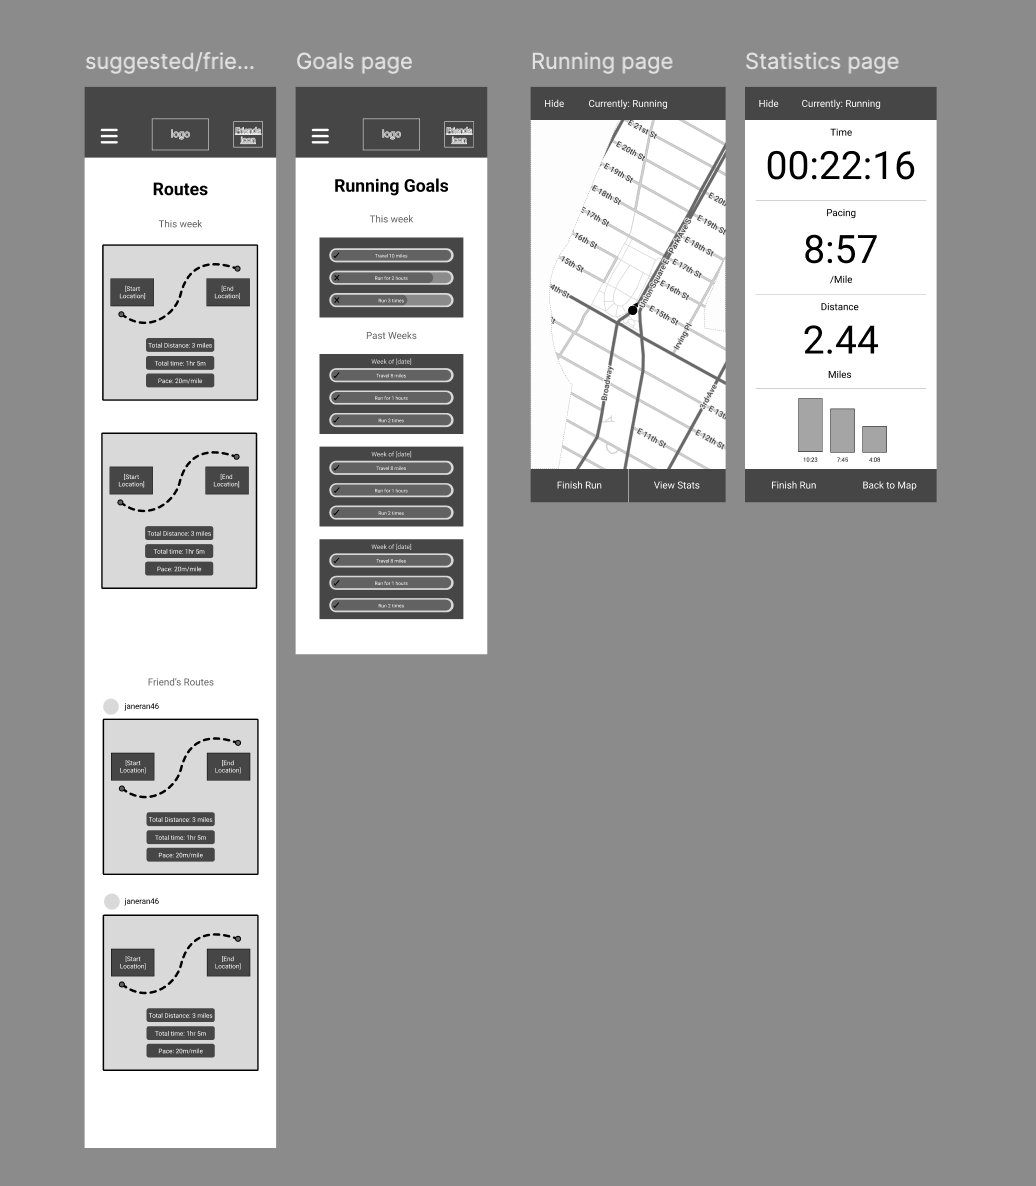 suggested/frie...
logo
Friends
icon
Routes
This week
[Start
Location]
[End
Location]
Total Distance: 3 miles
Total time: 1hr 5m
Pace: 20m/mile
[Start
Location]
[End
Location]
Total Distance: 3 miles
Total time: 1hr 5m
Pace: 20m/mile
Friend's Routes
janeran46
[Start
Location]
[End
Location]
Total Distance: 3 miles
Total time: 1hr 5m
Pace: 20m/mile
janeran46
[Start
Location]
[End
Location]
Total Distance: 3 miles
Total time: 1hr 5m
Pace: 20m/mile
Goals page
logo
Friends
icon
Running Goals
This week
Travel 10 miles
Run for 2 hours
Run 3 times
Past Weeks
Week of [date]
Travel 8 miles
Run for 1 hours
Run 2 times
Week of [date]
Travel 8 miles
Run for 1 hours
Run 2 times
Week of [date]
Travel 8 miles
Run for 1 hours
Run 2 times
Running page
Hide
Currently: Running
E 21st St
E 20th St
E 19th St
E 18th St
E 17th St
16th St
15th St
4th St
E 20t
E 19th St
E 18th St
E 17th St
E 16th St
E 15th St
Union Square E
Park Ave S
Irving Pl
Broadway
3rd Ave
E 13t
E 12th St
E 11th St
Finish Run
View Stats
Statistics page
Hide
Currently: Running
Time
00:22:16
Pacing
8:57
/Mile
Distance
2.44
Miles
10:23
7:45
4:08
Finish Run
Back to Map